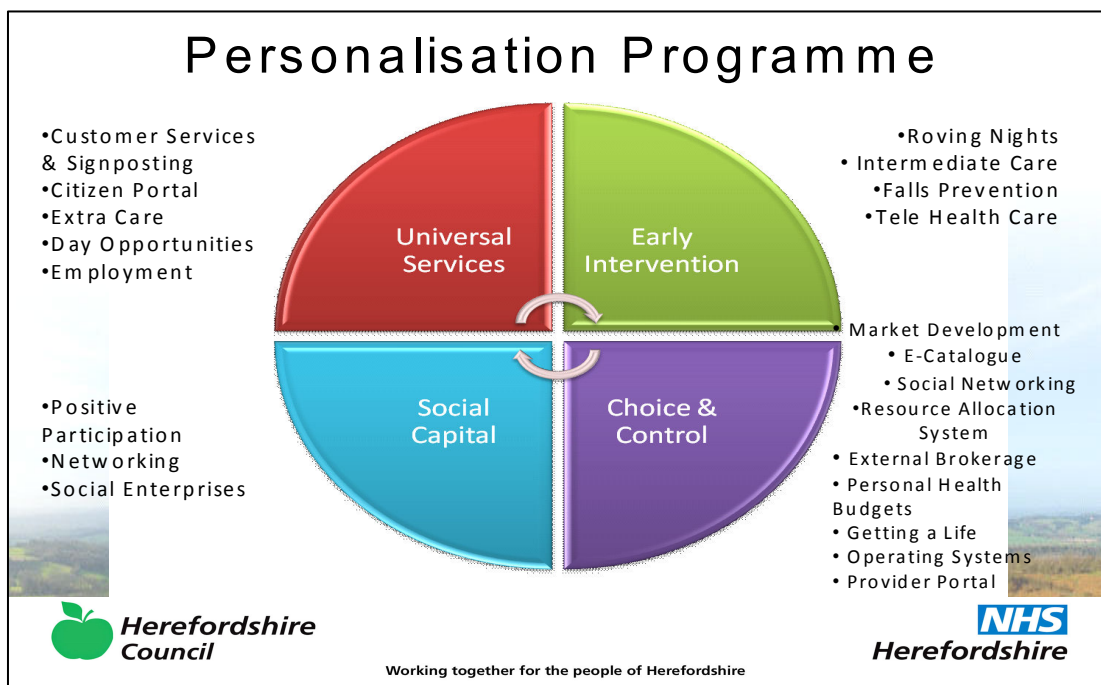 Personalisation Programme
•Customer Services
& Signposting
•Citizen Portal
•Extra Care
•Day Opportunities
•Employment
Universal
Services
Early
Intervention
•Roving Nights
• Intermediate Care
•Falls Prevention
•Tele Health Care
•Positive
Participation
•Networking
•Social Enterprises
Social
Capital
Choice &
Control
• Market Development
• E-Catalogue
• Social Networking
•Resource Allocation
System
• External Brokerage
• Personal Health
Budgets
• Getting a Life
• Operating Systems
• Provider Portal
Herefordshire
Council
Working together for the people of Herefordshire
NHS
Herefordshire